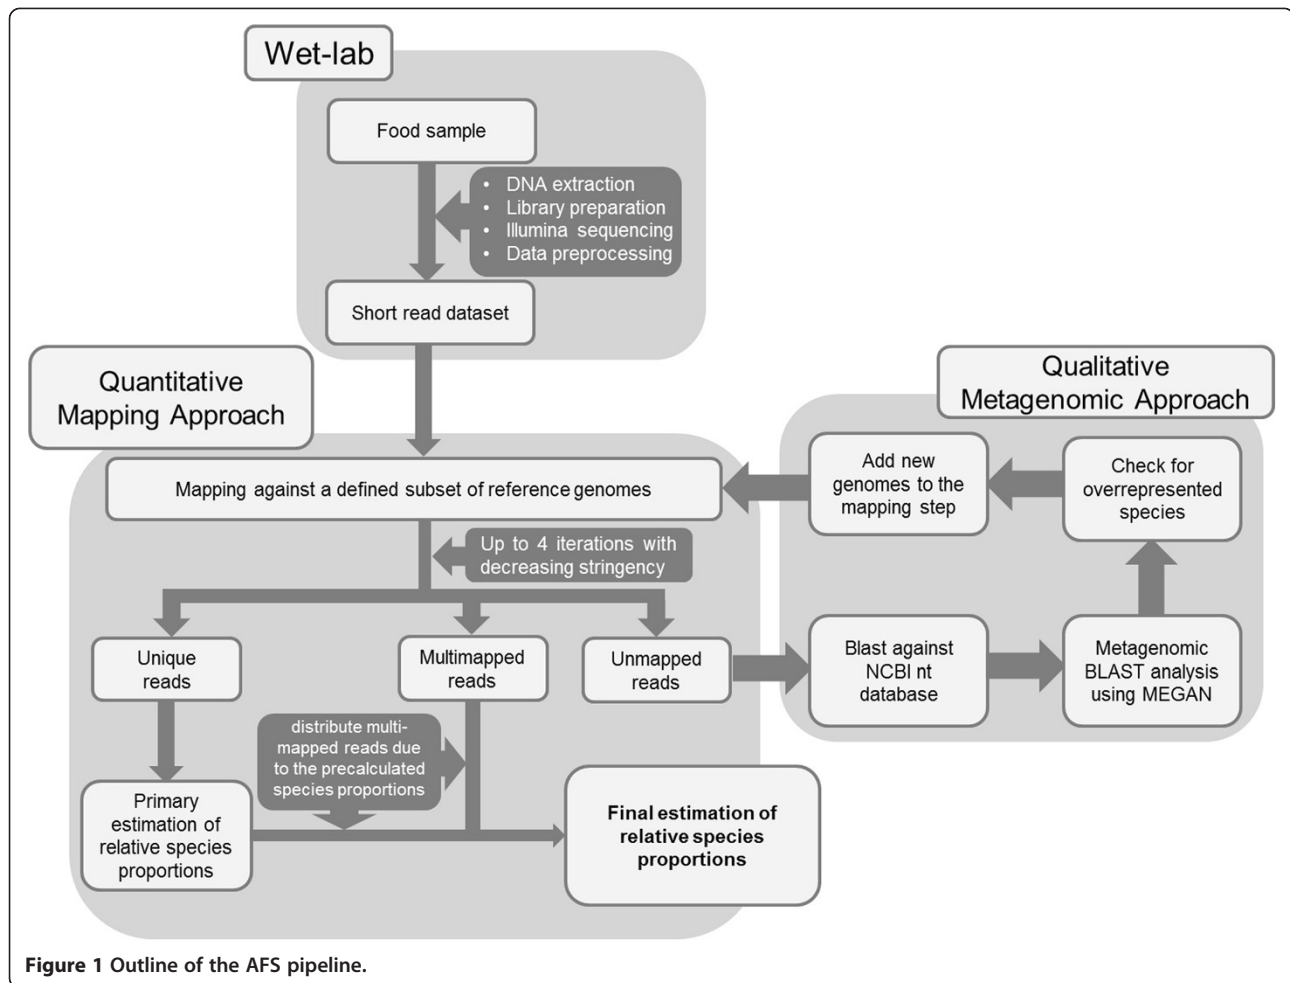 Wet-lab
Food sample
• DNA extraction
• Library preparation
• Illumina sequencing
• Data preprocessing
Short read dataset
Quantitative
Mapping Approach
Qualitative
Metagenomic Approach
Mapping against a defined subset of reference genomes
Add new
genomes to the
mapping step
Check for
overrepresented
species
Up to 4 iterations with
decreasing stringency
Unique
reads
Multimapped
reads
Unmapped
reads
Blast against
NCBI nt
database
Metagenomic
BLAST analysis
using MEGAN
distribute multi-
mapped reads due
to the precalculated
species proportions
Primary
estimation of
relative species
proportions
Final estimation of
relative species
proportions
Figure 1 Outline of the AFS pipeline.